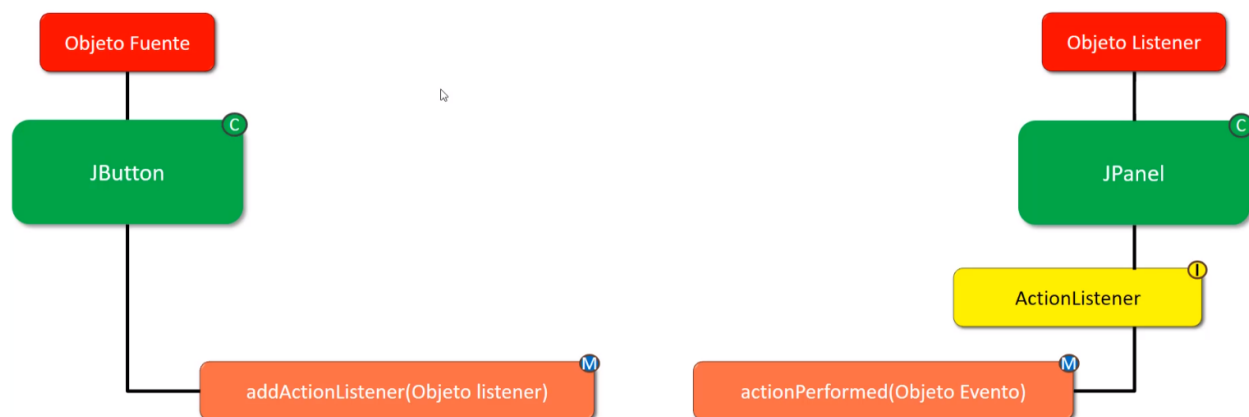 Objeto Fuente
Objeto Listener
C
JButton
C
JPanel
I
ActionListener
M
addActionListener(Objeto listener)
M
actionPerformed(Objeto Evento)